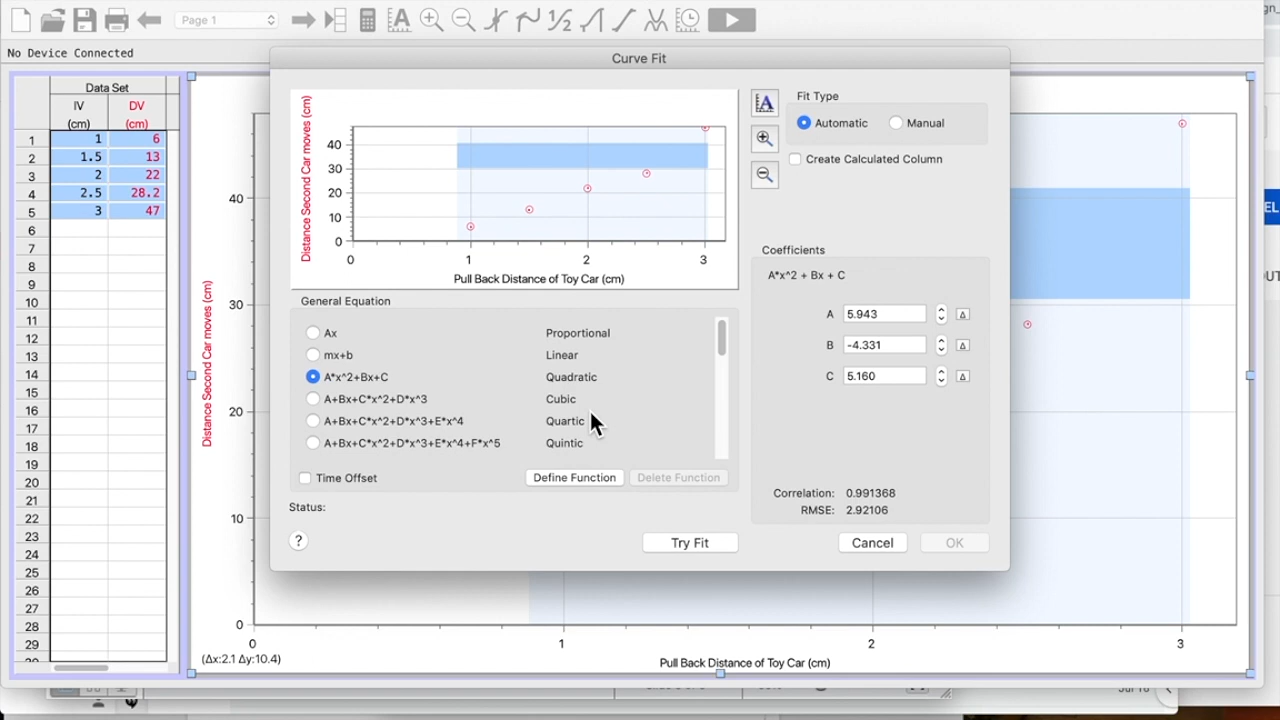 Page 1
No Device Connected
Curve Fit
Data Set
IV
DV
(cm)
(cm)
1 1 6
2 1.5 13
3 2 22
4 2.5 28.2
5 3 47
6
7
8
9
10
11
12
13
14
15
16
17
18
19
20
21
22
23
24
25
26
27
28
29
Distance Second Car moves (cm)
40
30
20
10
0
0
1
2
3
Pull Back Distance of Toy Car (cm)
(Δx:2.1 Δy:10.4)
Distance Second Car moves (cm)
40
30
20
10
0
0
1
2
3
Pull Back Distance of Toy Car (cm)
General Equation
Ax Proportional
mx+b Linear
A*x^2+Bx+C Quadratic
A+Bx+C*x^2+D*x^3 Cubic
A+Bx+C*x^2+D*x^3+E*x^4 Quartic
A+Bx+C*x^2+D*x^3+E*x^4+F*x^5 Quintic
Time Offset
Define Function
Delete Function
Status:
?
Try Fit
Fit Type
Automatic
Manual
Create Calculated Column
Coefficients
A*x^2 + Bx + C
A 5.943 Δ
B -4.331 Δ
C 5.160 Δ
Correlation: 0.991368
RMSE: 2.92106
Cancel
OK